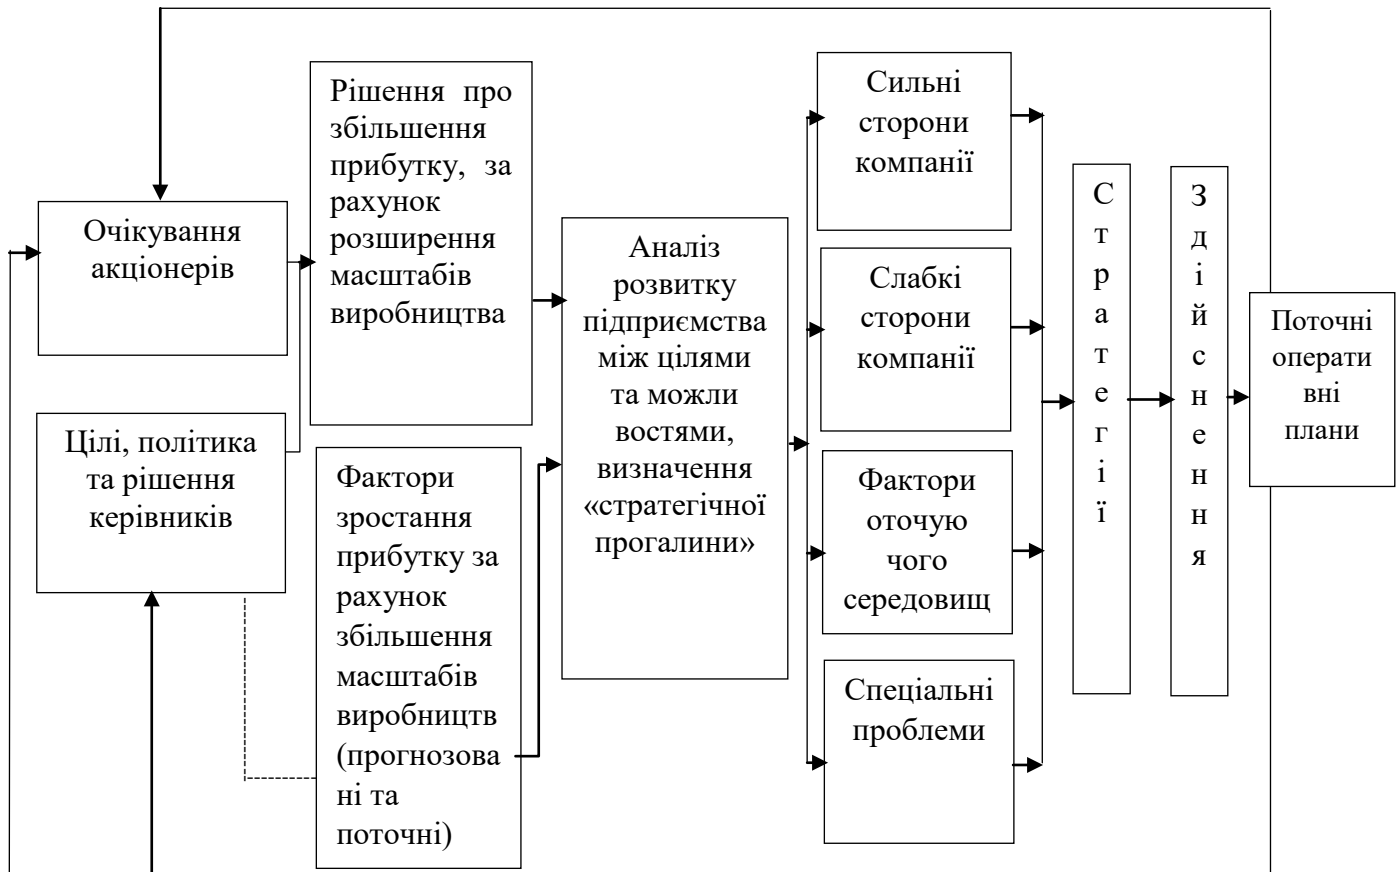 Очікування
акціонерів
Цілі, політика
та рішення
керівників
Рішення про
збільшення
прибутку, за
рахунок
розширення
масштабів
виробництва
Фактори
зростання
прибутку за
рахунок
збільшення
масштабів
виробництв
(прогнозова
ні та
поточні)
Аналіз
розвитку
підприємства
між цілями
та можли
востями,
визначення
«стратегічної
прогалини»
Сильні
сторони
компанії
Слабкі
сторони
компанії
Фактори
оточую
чого
середовищ
Спеціальні
проблеми
С
т
р
а
т
е
г
і
ї
З
д
і
й
с
н
е
н
н
я
Поточні
операти
вні
плани